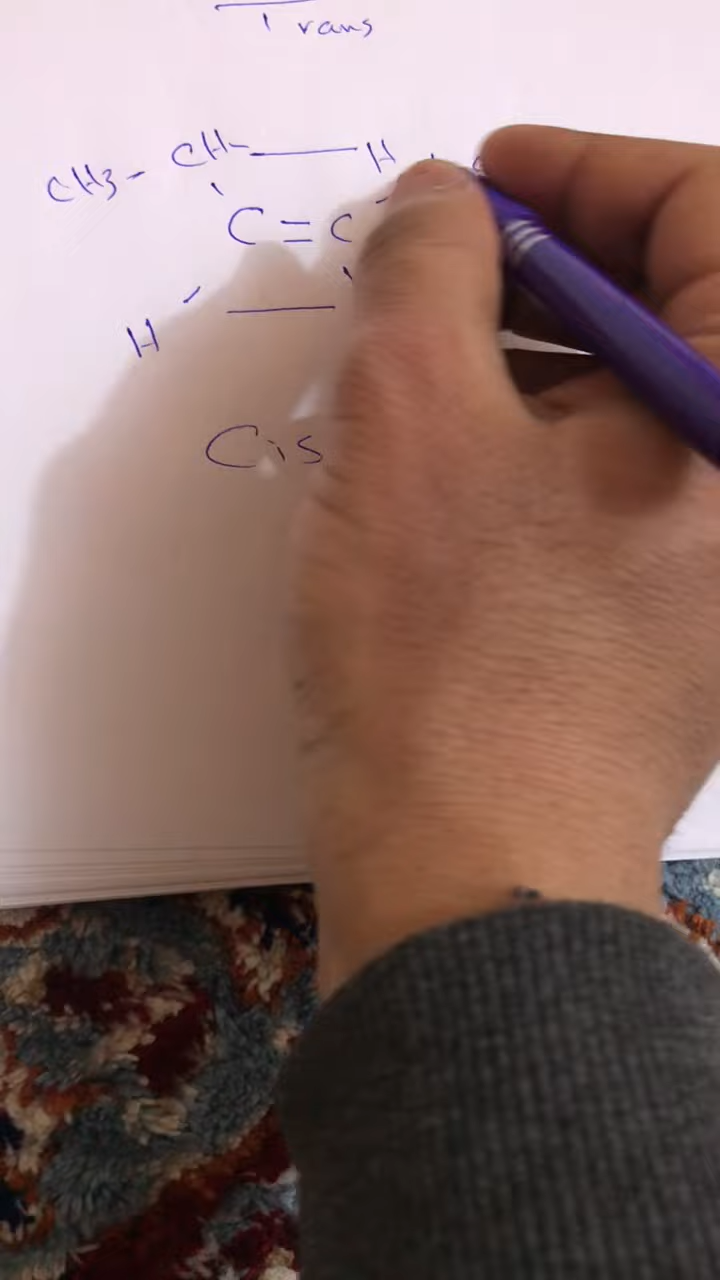 Trans
CH3- CH — H
C=C
H
Cis